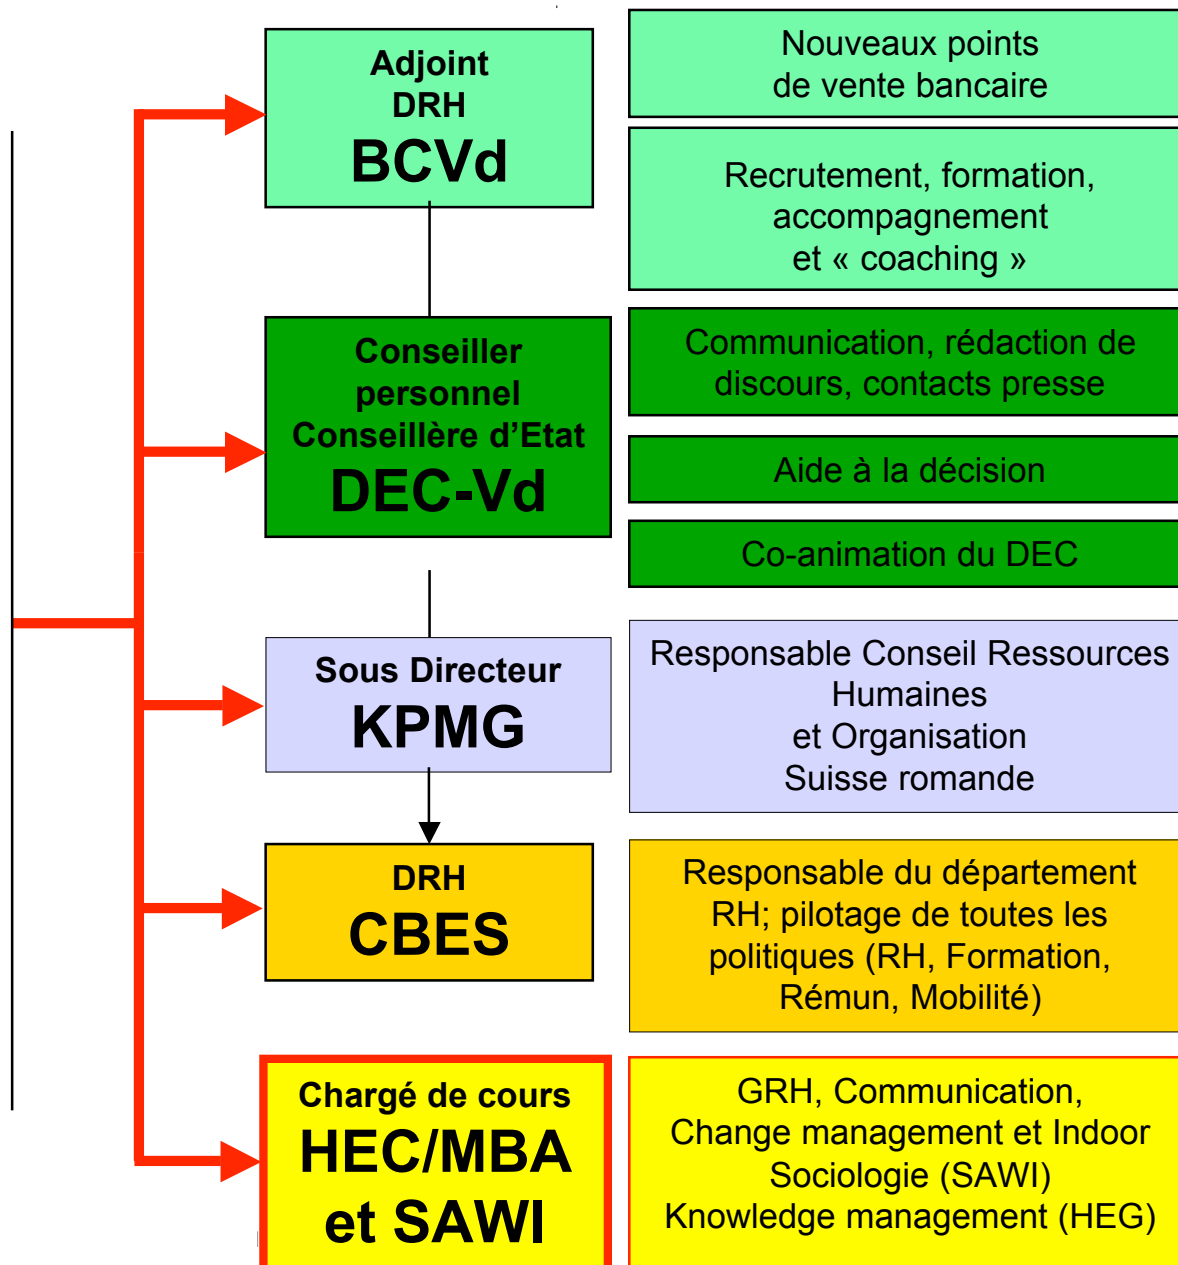 Adjoint
DRH
BCVd
Nouveaux points
de vente bancaire
Recrutement, formation,
accompagnement
et « coaching »
Conseiller
personnel
Conseillère d’Etat
DEC-Vd
Communication, rédaction de
discours, contacts presse
Aide à la décision
Co-animation du DEC
Sous Directeur
KPMG
Responsable Conseil Ressources
Humaines
et Organisation
Suisse romande
DRH
CBES
Responsable du département
RH; pilotage de toutes les
politiques (RH, Formation,
Rémun, Mobilité)
Chargé de cours
HEC/MBA
et SAWI
GRH, Communication,
Change management et Indoor
Sociologie (SAWI)
Knowledge management (HEG)